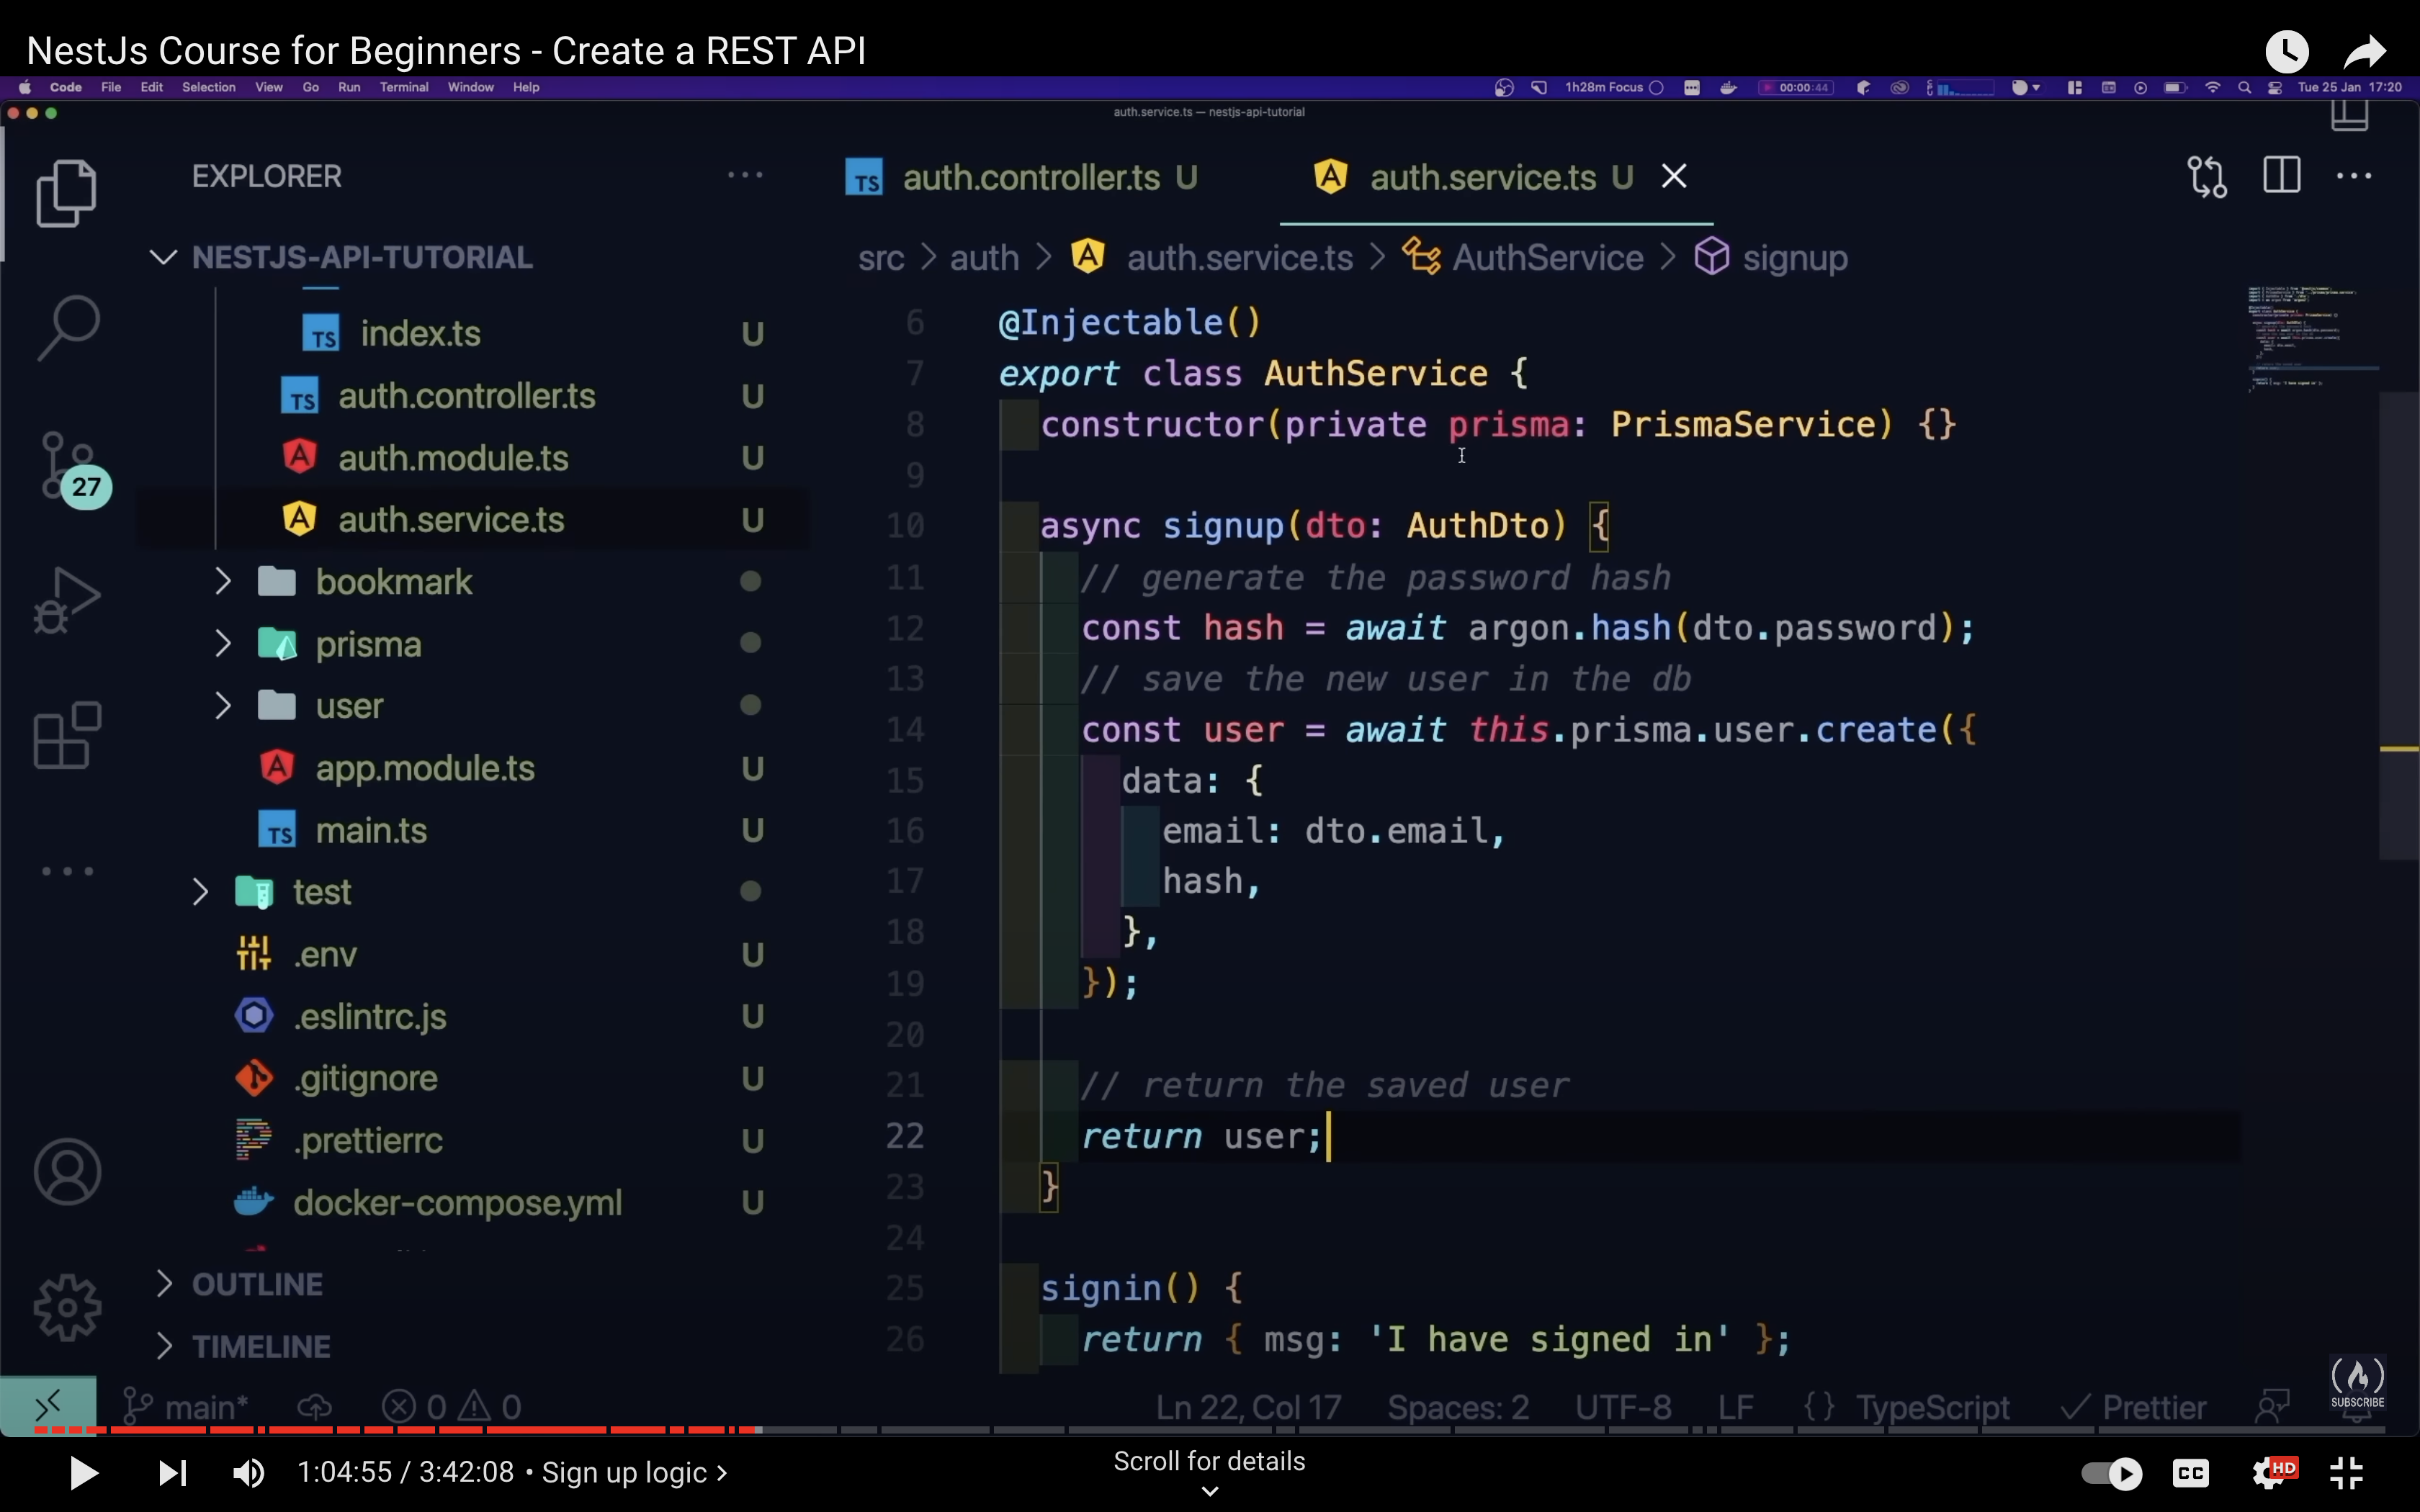 NestJs Course for Beginners - Create a REST API
Code File Edit Selection View Go Run Terminal Window Help 1h28m Focus 00:00:44 Tue 25 Jan 17:20
auth.service.ts — nestjs-api-tutorial
EXPLORER
NESTJS-API-TUTORIAL
TS index.ts U
TS auth.controller.ts U
auth.module.ts U
auth.service.ts U
bookmark
prisma
user
app.module.ts U
TS main.ts U
test
.env U
.eslintrc.js U
.gitignore U
.prettierrc U
docker-compose.yml U
OUTLINE
TIMELINE
27
TS auth.controller.ts U auth.service.ts U
src > auth > auth.service.ts > AuthService > signup
6 @Injectable()
7 export class AuthService {
8 constructor(private prisma: PrismaService) {}
9
10 async signup(dto: AuthDto) {
11 // generate the password hash
12 const hash = await argon.hash(dto.password);
13 // save the new user in the db
14 const user = await this.prisma.user.create({
15 data: {
16 email: dto.email,
17 hash,
18 },
19 });
20
21 // return the saved user
22 return user;
23 }
24
25 signin() {
26 return { msg: 'I have signed in' };
main* 0 0 Ln 22, Col 17 Spaces: 2 UTF-8 LF {} TypeScript Prettier
SUBSCRIBE
1:04:55 / 3:42:08 • Sign up logic >
Scroll for details
CC HD